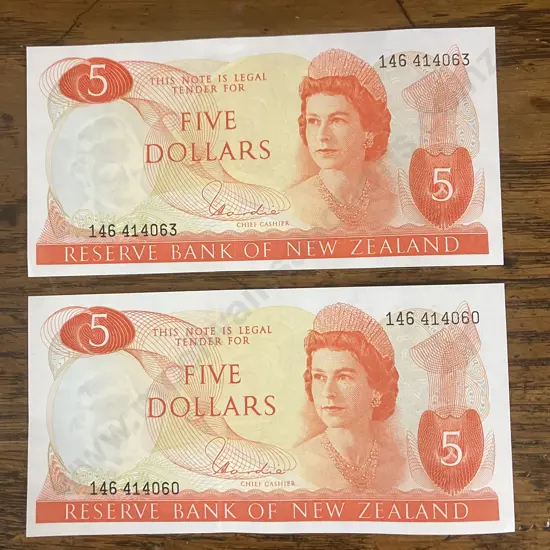 5
146 414063
THIS NOTE IS LEGAL
TENDER FOR
FIVE
DOLLARS
5
CHIEF CASHIER
146 414063
RESERVE BANK OF NEW ZEALAND
5
146 414060
THIS NOTE IS LEGAL
TENDER FOR
FIVE
DOLLARS
5
CHIEF CASHIER
146 414060
RESERVE BANK OF NEW ZEALAND